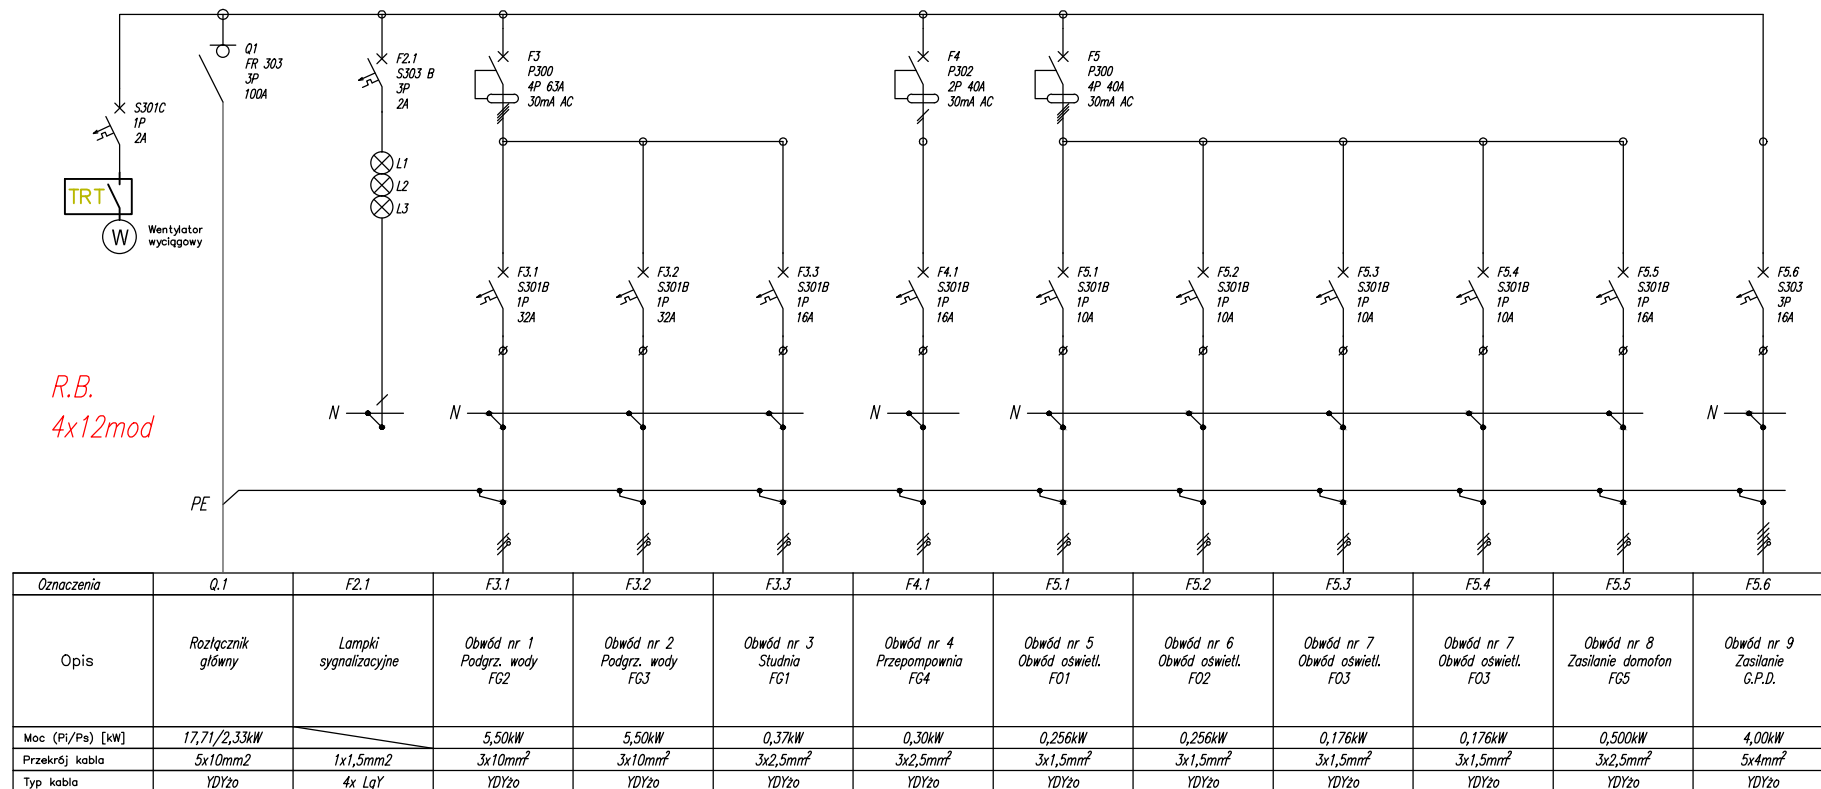 Q1
FR 303
3P
100A
S301C
1P
2A
TRT
W
Wentylator
wyciągowy
F2.1
S303 B
3P
2A
L1
L2
L3
F3
P300
4P 63A
30mA AC
F4
P302
2P 40A
30mA AC
F5
P300
4P 40A
30mA AC
F3.1
S301B
1P
32A
F3.2
S301B
1P
32A
F3.3
S301B
1P
16A
F4.1
S301B
1P
16A
F5.1
S301B
1P
10A
F5.2
S301B
1P
10A
F5.3
S301B
1P
10A
F5.4
S301B
1P
10A
F5.5
S301B
1P
16A
F5.6
S303
3P
16A
R.B.
4x12mod
N N N N N
PE
Oznaczenia Q.1 F2.1 F3.1 F3.2 F3.3 F4.1 F5.1 F5.2 F5.3 F5.4 F5.5 F5.6
Opis
Rozłącznik
główny
Lampki
sygnalizacyjne
Obwód nr 1
Podgrz. wody
FG2
Obwód nr 2
Podgrz. wody
FG3
Obwód nr 3
Studnia
FG1
Obwód nr 4
Przepompownia
FG4
Obwód nr 5
Obwód oświetl.
FO1
Obwód nr 6
Obwód oświetl.
FO2
Obwód nr 7
Obwód oświetl.
FO3
Obwód nr 7
Obwód oświetl.
FO3
Obwód nr 8
Zasilanie domofon
FG5
Obwód nr 9
Zasilanie
G.P.D.
Moc (Pi/Ps) [kW] 17,71/2,33kW 5,50kW 5,50kW 0,37kW 0,30kW 0,256kW 0,256kW 0,176kW 0,176kW 0,500kW 4,00kW
Przekrój kabla 5x10mm2 1x1,5mm2 3x10mm² 3x10mm² 3x2,5mm² 3x2,5mm² 3x1,5mm² 3x1,5mm² 3x1,5mm² 3x1,5mm² 3x2,5mm² 5x4mm²
Typ kabla YDYżo 4x LgY YDYżo YDYżo YDYżo YDYżo YDYżo YDYżo YDYżo YDYżo YDYżo YDYżo